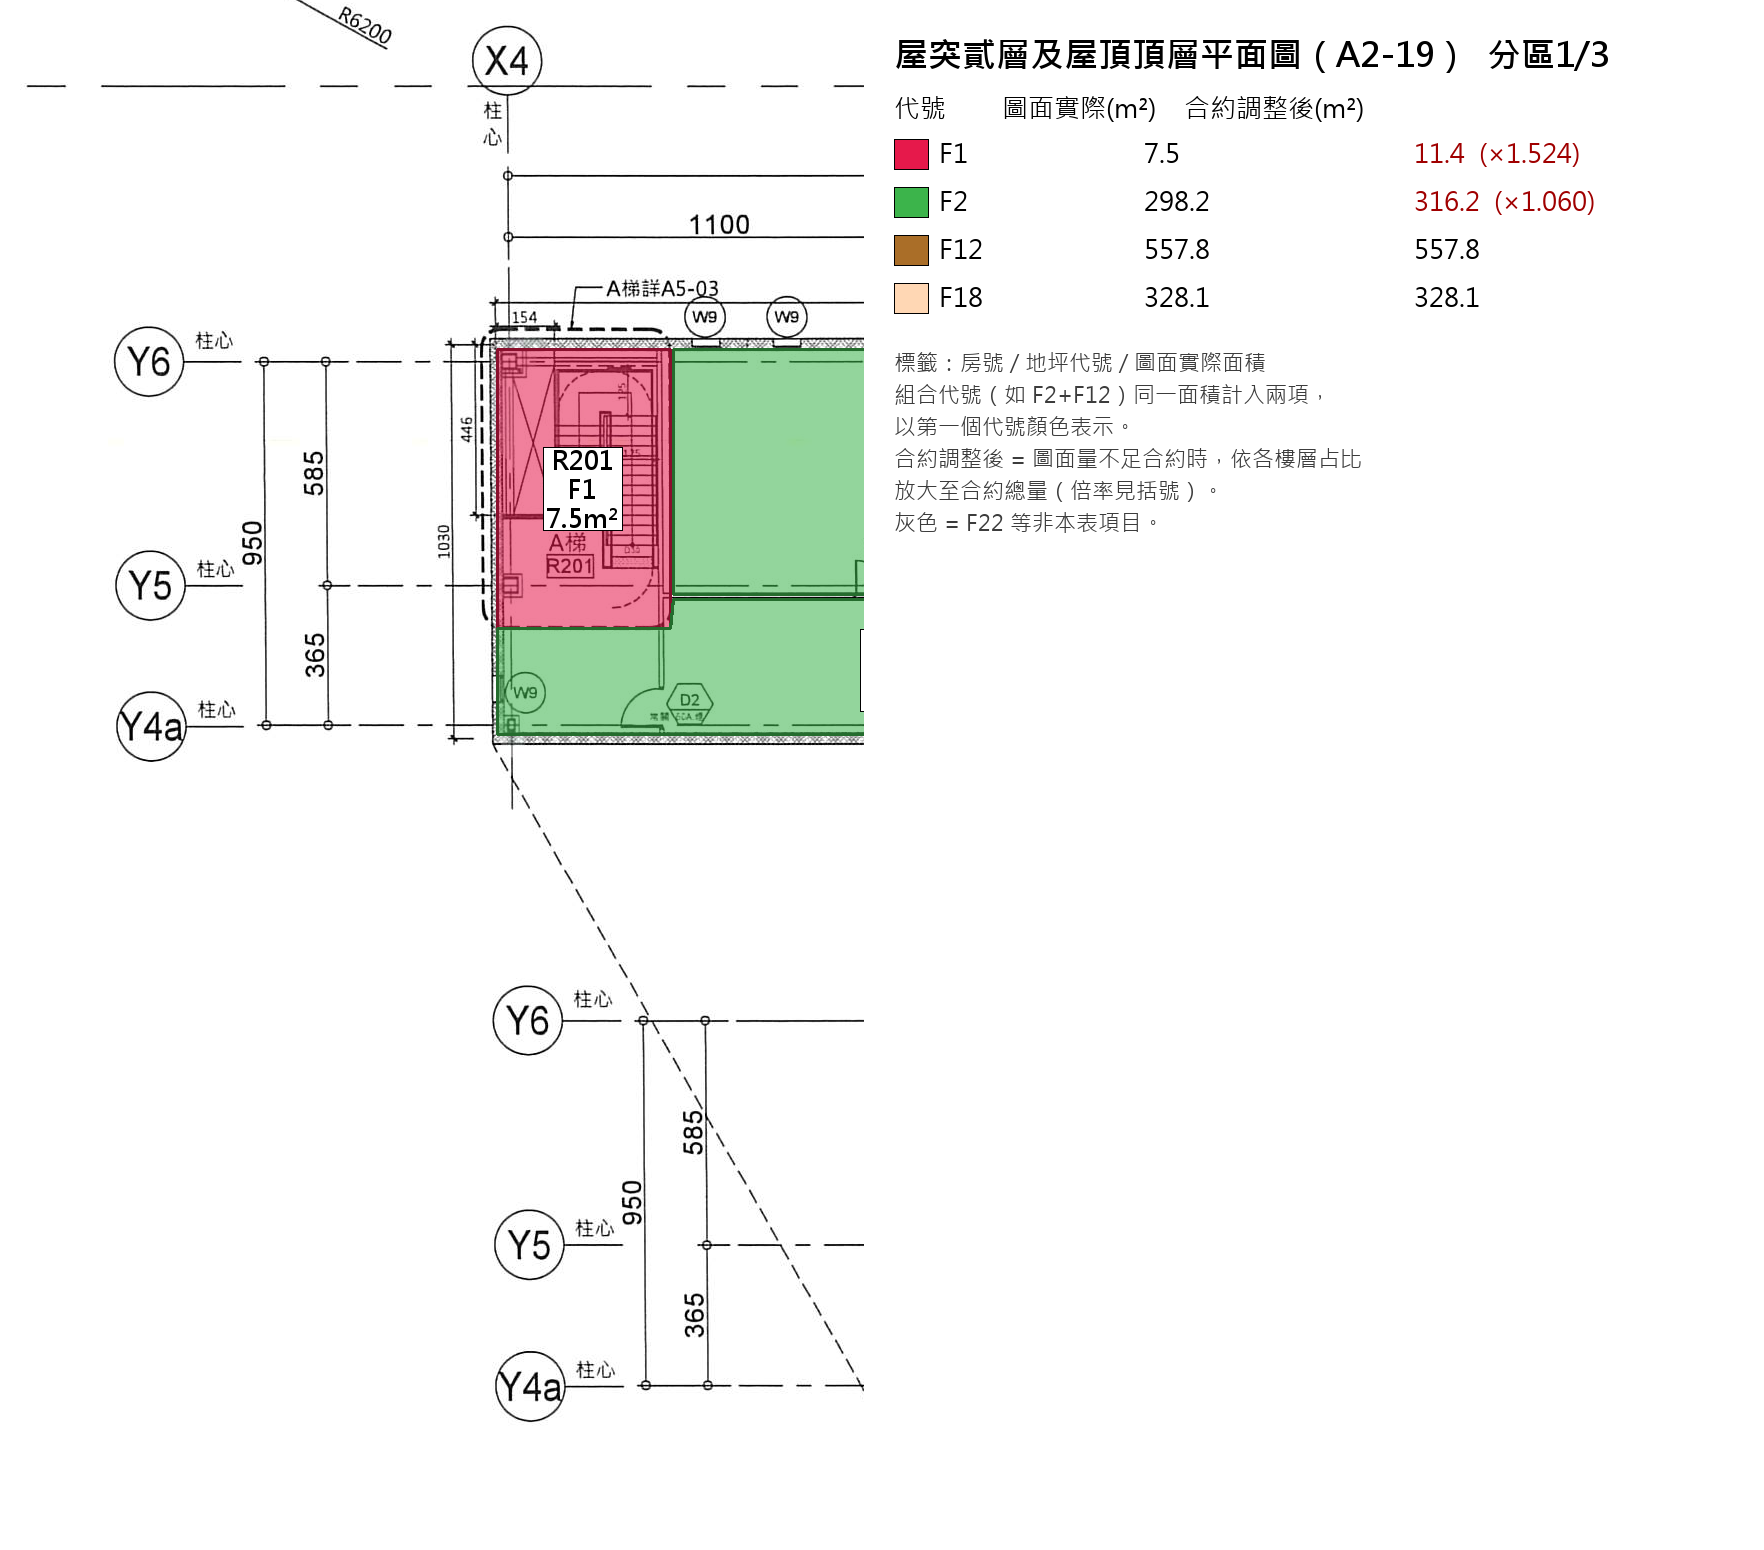 R6200
X4
柱
心
1100
A梯詳A5-03
154
W9
W9
Y6
柱心
446
585
950
1030
R201
F1
7.5m²
A梯
R201
125
Y5
柱心
365
W9
D2
60A
Y4a
柱心
Y6
柱心
585
950
Y5
柱心
365
Y4a
柱心
屋突貳層及屋頂頂層平面圖(A2-19) 分區1/3
代號 圖面實際(m²) 合約調整後(m²)
F1 7.5 11.4 (×1.524)
F2 298.2 316.2 (×1.060)
F12 557.8 557.8
F18 328.1 328.1
標籤:房號 / 地坪代號 / 圖面實際面積
組合代號(如 F2+F12)同一面積計入兩項,
以第一個代號顏色表示。
合約調整後 = 圖面量不足合約時,依各樓層占比
放大至合約總量(倍率見括號)。
灰色 = F22 等非本表項目。